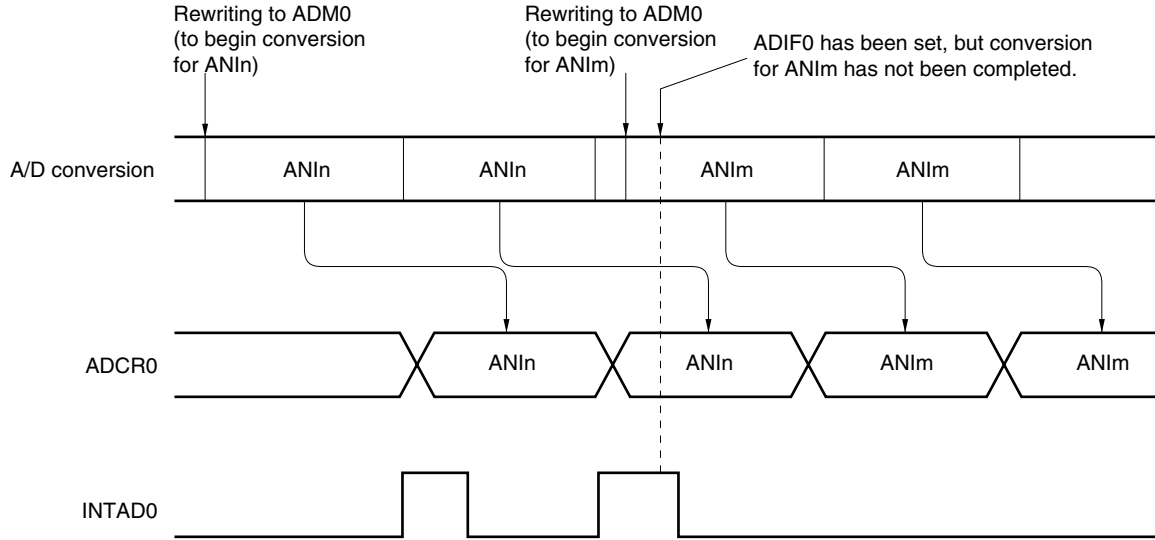 Rewriting to ADM0
(to begin conversion
for ANIn)
Rewriting to ADM0
(to begin conversion
for ANIm)
ADIF0 has been set, but conversion
for ANIm has not been completed.
A/D conversion
ANIn
ANIn
ANIm
ANIm
ADCR0
ANIn
ANIn
ANIm
ANIm
INTAD0